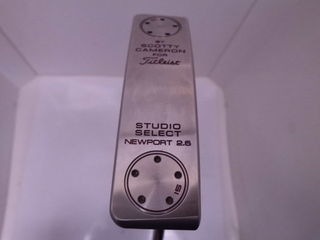 BY
SCOTTY
CAMERON
FOR
Titleist
STUDIO
SELECT
NEWPORT 2.6